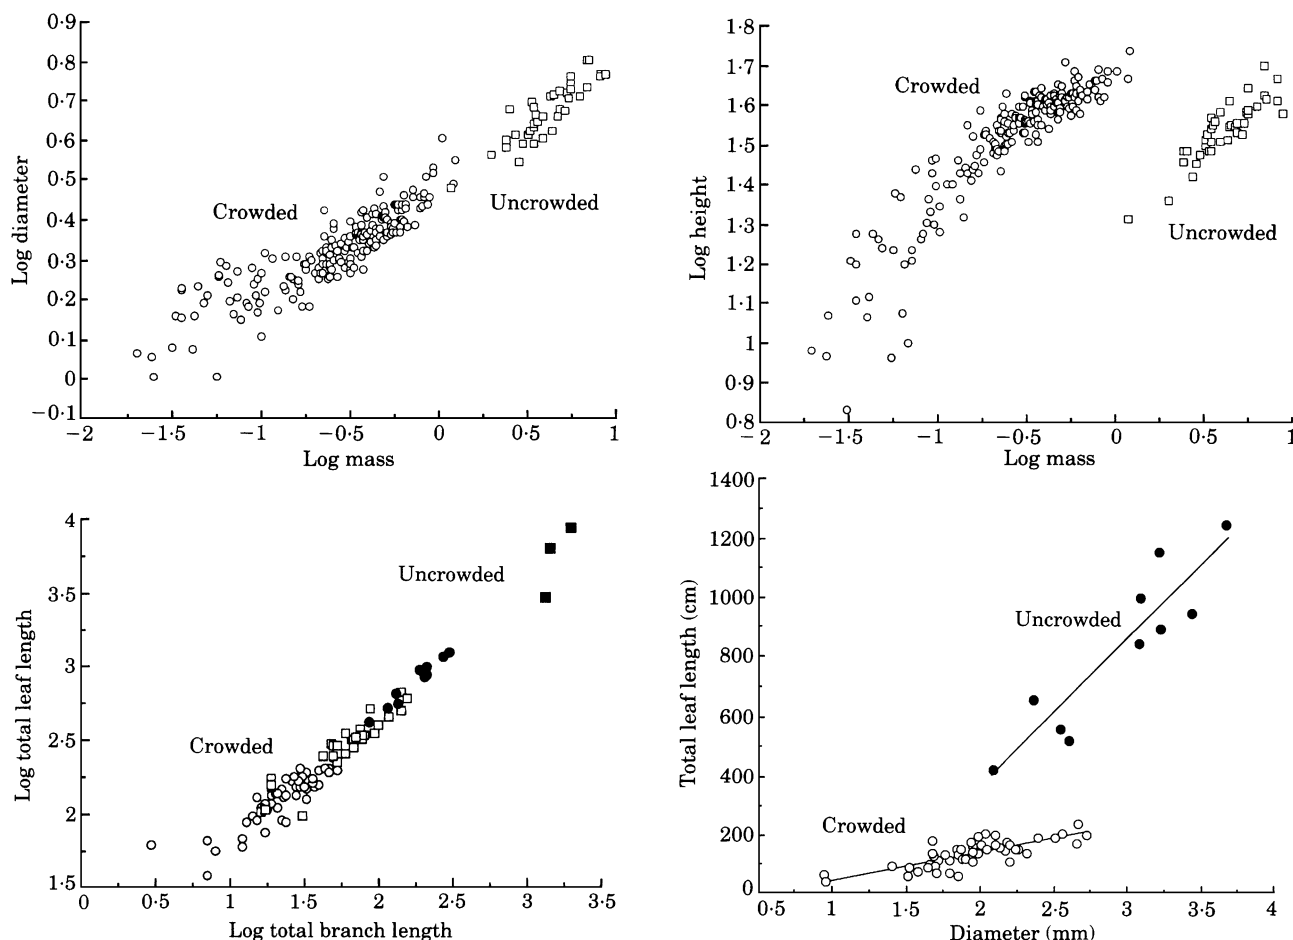 0·9
0·8
0·7
0·6
0·5
0·4
0·3
0·2
0·1
0
−0·1
Log diameter
Crowded
Uncrowded
−2 −1·5 −1 −0·5 0 0·5 1
Log mass
1·8
1·7
1·6
1·5
1·4
1·3
1·2
1·1
1
0·9
0·8
Log height
Crowded
Uncrowded
−2 −1·5 −1 −0·5 0 0·5 1
Log mass
4
3·5
3
2·5
2
1·5
Log total leaf length
Uncrowded
Crowded
0 0·5 1 1·5 2 2·5 3 3·5
Log total branch length
1400
1200
1000
800
600
400
200
0
Total leaf length (cm)
Uncrowded
Crowded
0·5 1 1·5 2 2·5 3 3·5 4
Diameter (mm)